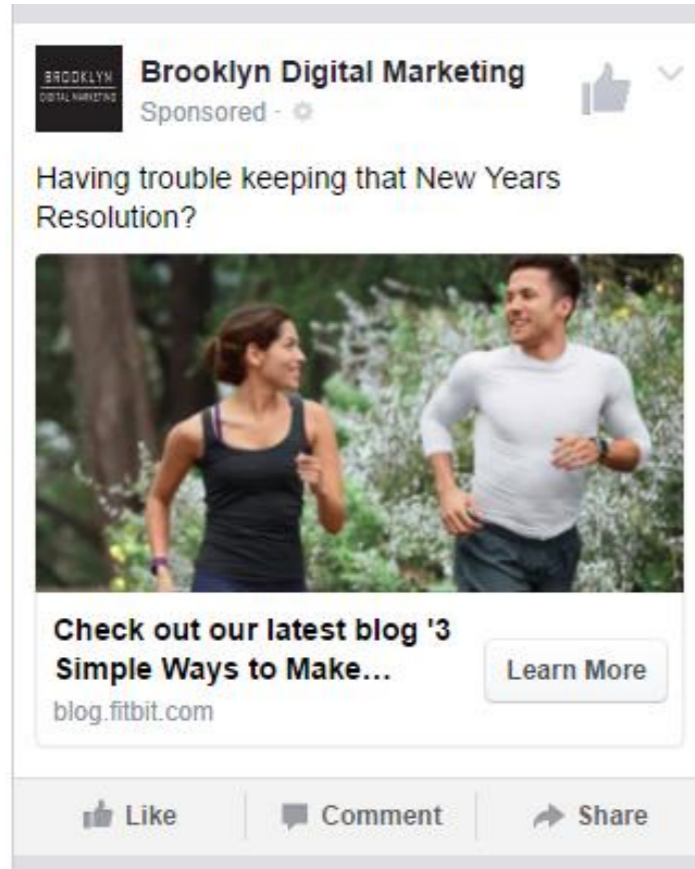 BROOKLYN
DIGITAL MARKETING
Brooklyn Digital Marketing
Sponsored ·
Having trouble keeping that New Years
Resolution?
Check out our latest blog '3
Simple Ways to Make...
Learn More
blog.fitbit.com
Like Comment Share